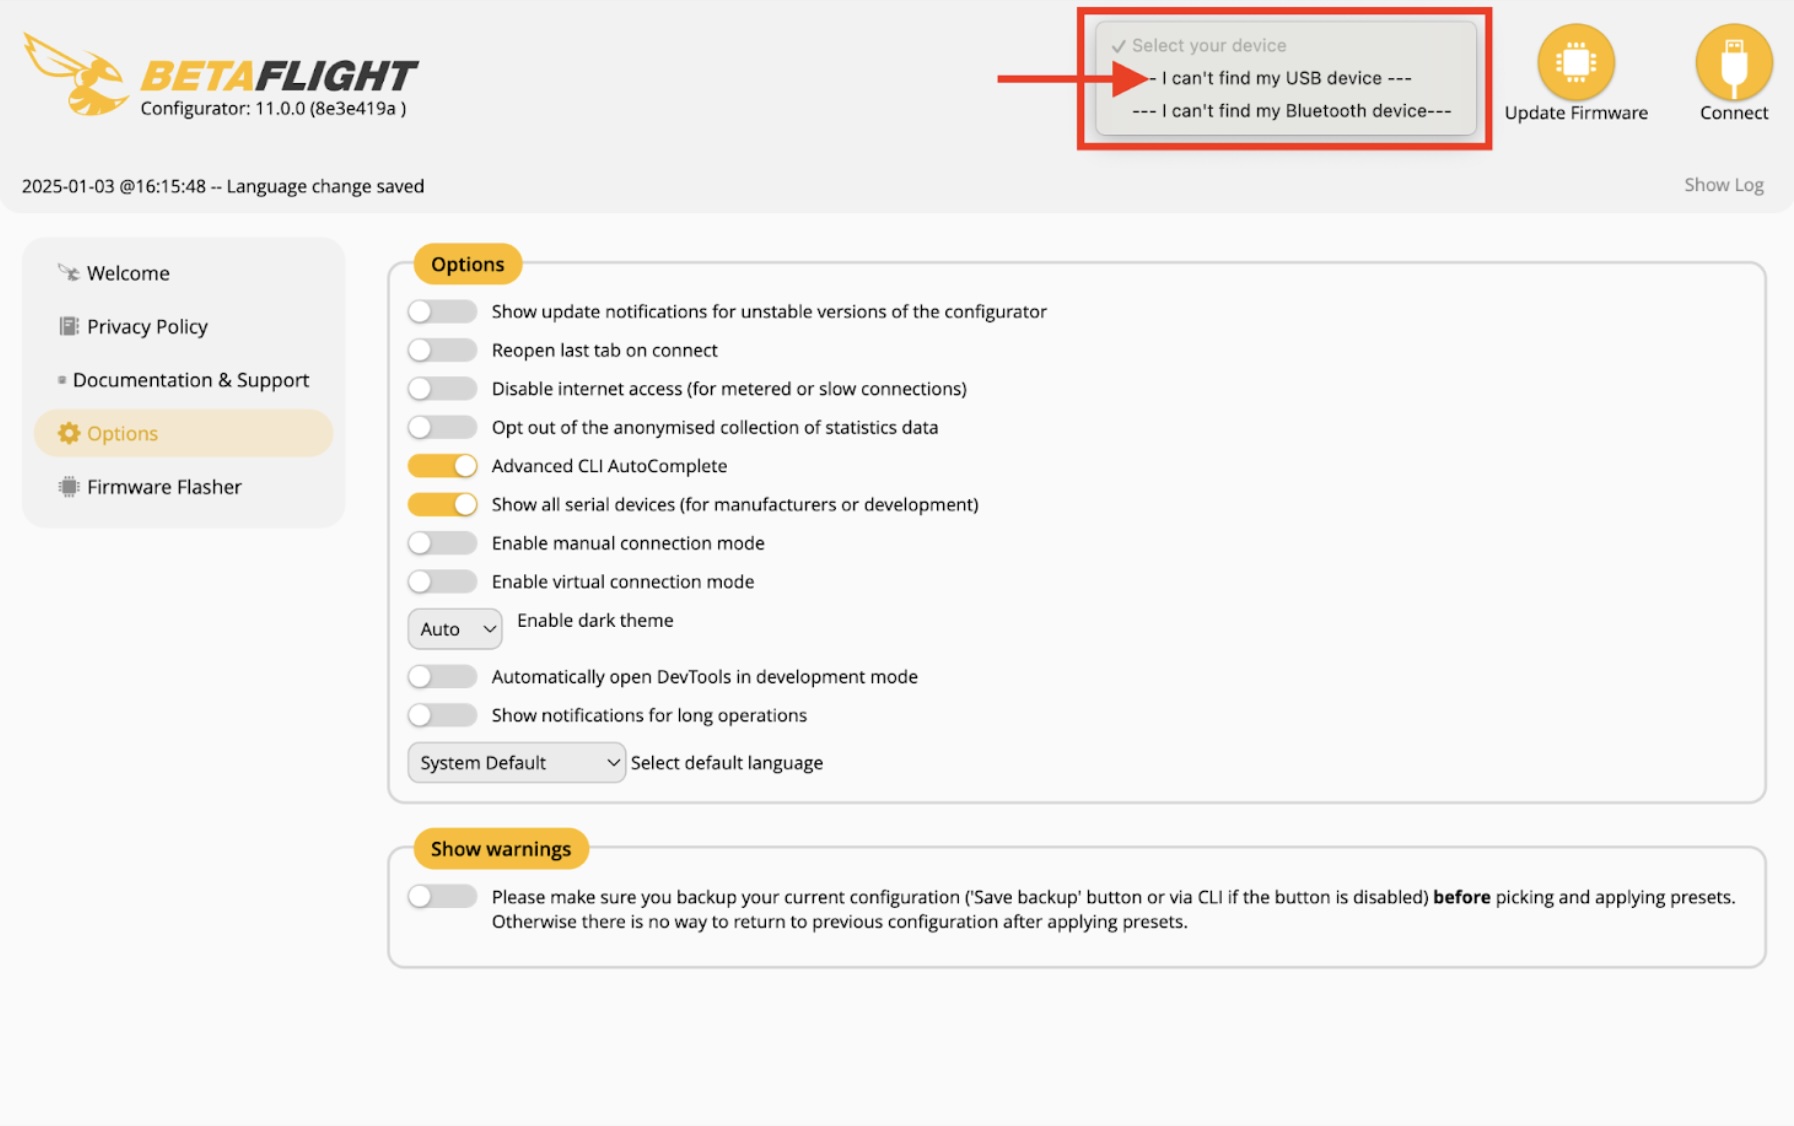 BETAFLIGHT
Configurator: 11.0.0 (8e3e419a )
✓ Select your device
- I can't find my USB device ---
--- I can't find my Bluetooth device---
Update Firmware
Connect
2025-01-03 @16:15:48 -- Language change saved
Show Log
Welcome
Privacy Policy
Documentation & Support
Options
Firmware Flasher
Options
Show update notifications for unstable versions of the configurator
Reopen last tab on connect
Disable internet access (for metered or slow connections)
Opt out of the anonymised collection of statistics data
Advanced CLI AutoComplete
Show all serial devices (for manufacturers or development)
Enable manual connection mode
Enable virtual connection mode
Auto Enable dark theme
Automatically open DevTools in development mode
Show notifications for long operations
System Default Select default language
Show warnings
Please make sure you backup your current configuration ('Save backup' button or via CLI if the button is disabled) before picking and applying presets.
Otherwise there is no way to return to previous configuration after applying presets.